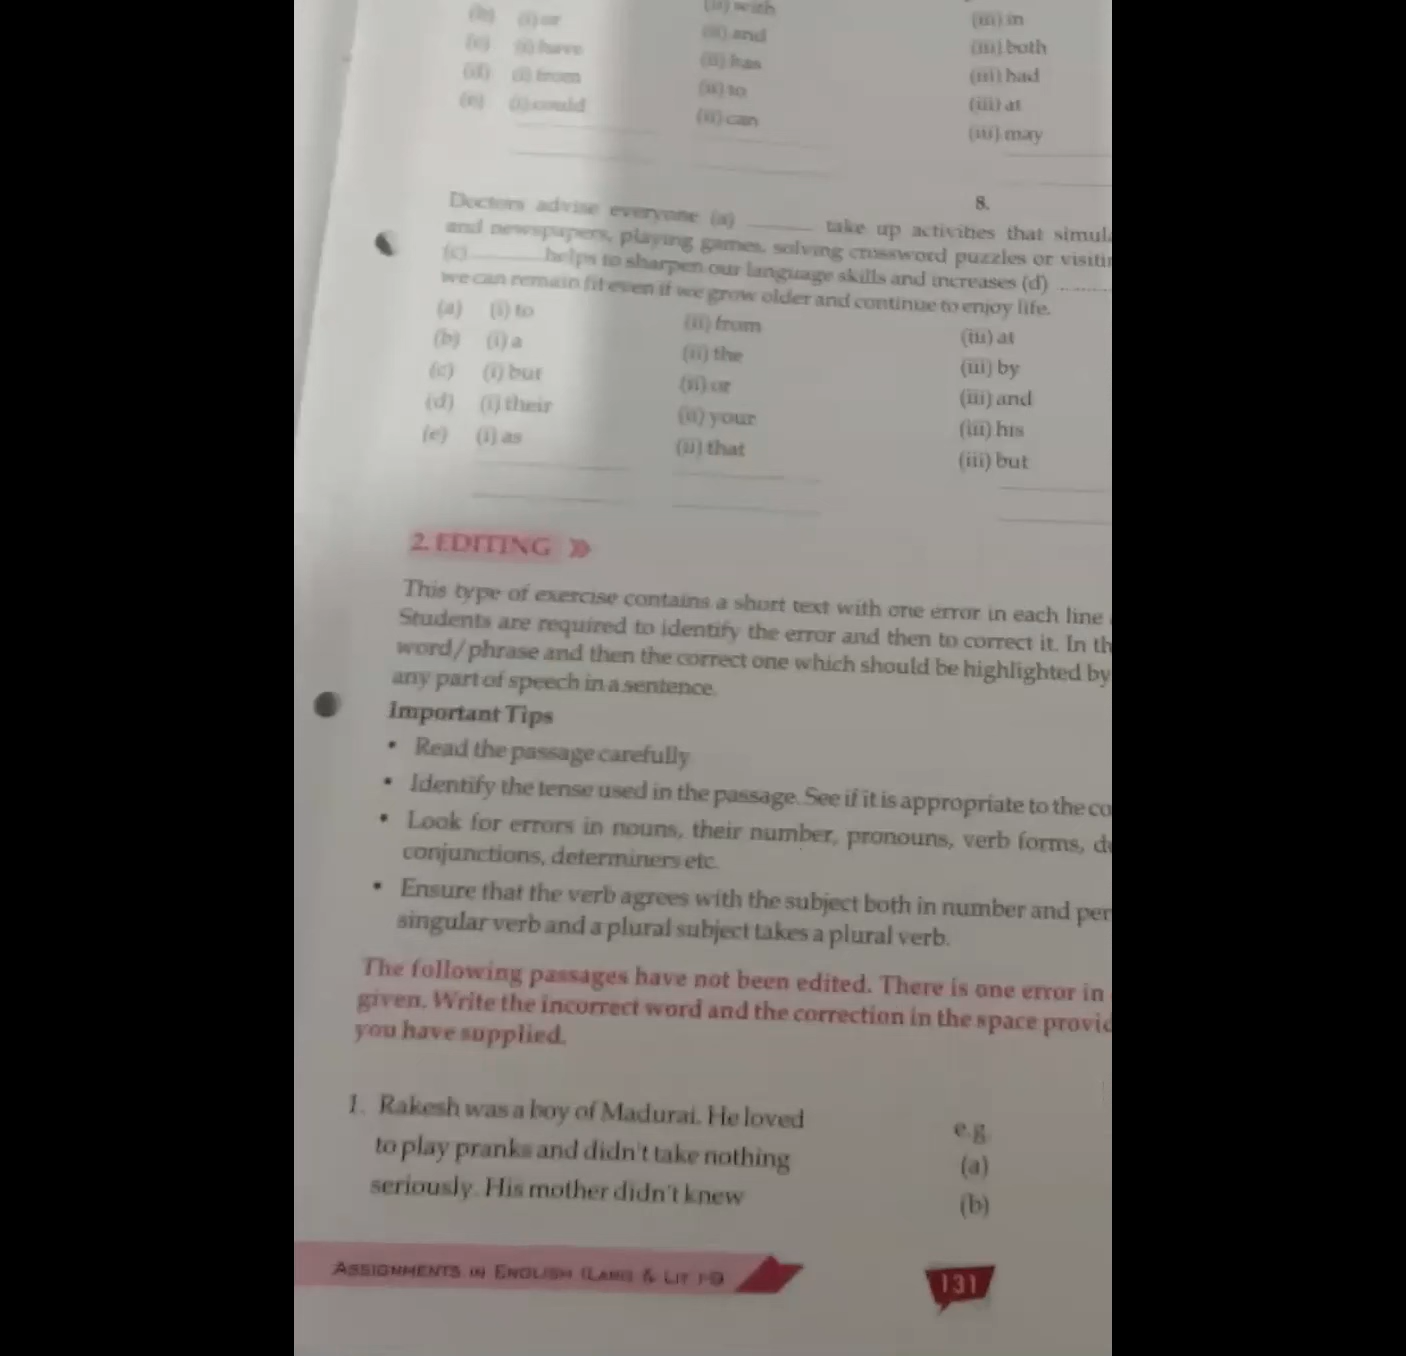 (b) (i) or (ii) with (iii) in
(c) (i) have (ii) and (iii) both
(d) (i) from (ii) has (iii) had
(e) (i) could (ii) to (iii) at
(ii) can (iii) may
8.
Doctors advise everyone (a) ______ take up activities that simul
and newspapers, playing games, solving crossword puzzles or visiti
(c) ______ helps to sharpen our language skills and increases (d) ......
we can remain fit even if we grow older and continue to enjoy life.
(a) (i) to (ii) from (iii) at
(b) (i) a (ii) the (iii) by
(c) (i) but (ii) or (iii) and
(d) (i) their (ii) your (iii) his
(e) (i) as (ii) that (iii) but
2. EDITING
This type of exercise contains a short text with one error in each line
Students are required to identify the error and then to correct it. In th
word/phrase and then the correct one which should be highlighted by
any part of speech in a sentence.
Important Tips
• Read the passage carefully
• Identify the tense used in the passage. See if it is appropriate to the co
• Look for errors in nouns, their number, pronouns, verb forms, d
conjunctions, determiners etc.
• Ensure that the verb agrees with the subject both in number and per
singular verb and a plural subject takes a plural verb.
The following passages have not been edited. There is one error in
given. Write the incorrect word and the correction in the space provid
you have supplied.
1. Rakesh was a boy of Madurai. He loved e.g.
to play pranks and didn't take nothing (a)
seriously. His mother didn't knew (b)
ASSIGNMENTS IN ENGLISH (LANG & LIT )-9
131